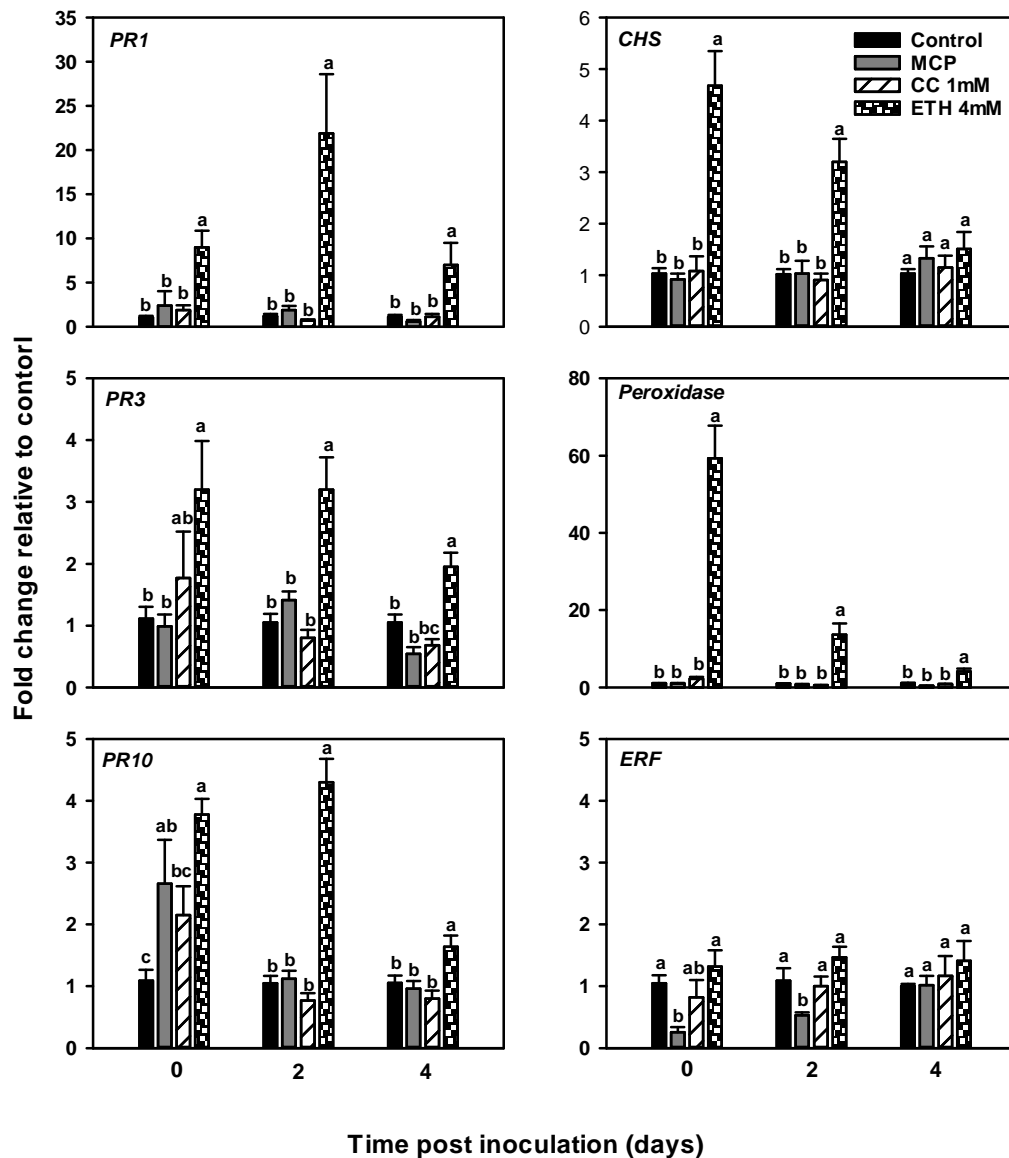 Fold change relative to contorl
PR1
35
30
25
20
15
10
5
0
b b b a
b b b a
b b b a
CHS
Control
MCP
CC 1mM
ETH 4mM
6
5
4
3
2
1
0
b b b a
b b b a
a a a a
PR3
5
4
3
2
1
0
b b ab a
b b b a
b b bc a
Peroxidase
80
60
40
20
0
b b b a
b b b a
b b b a
PR10
5
4
3
2
1
0
c ab bc a
b b b a
b b b a
0 2 4
ERF
5
4
3
2
1
0
a b ab a
a b a a
a a a a
0 2 4
Time post inoculation (days)